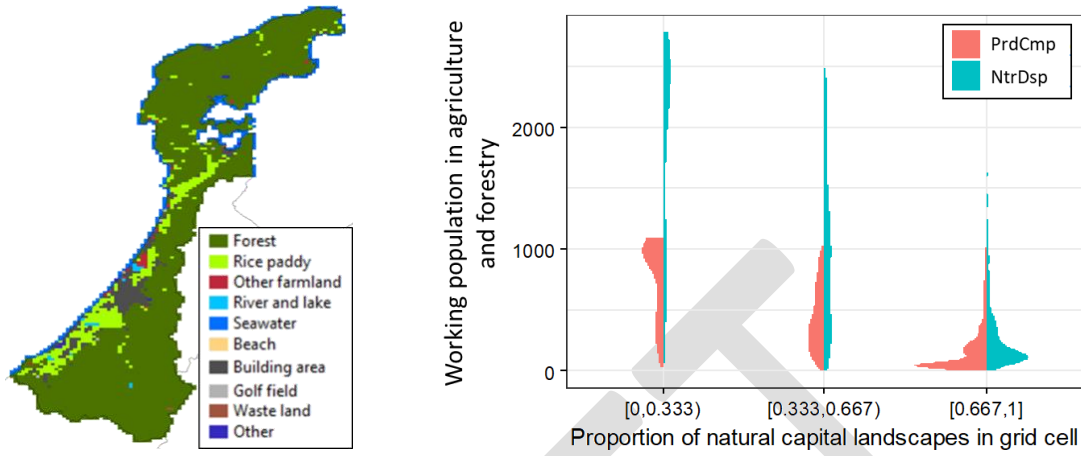 Forest
Rice paddy
Other farmland
River and lake
Seawater
Beach
Building area
Golf field
Waste land
Other
Working population in agriculture
and forestry
PrdCmp
NtrDsp
2000
1000
0
[0,0.333)
[0.333,0.667)
[0.667,1]
Proportion of natural capital landscapes in grid cell